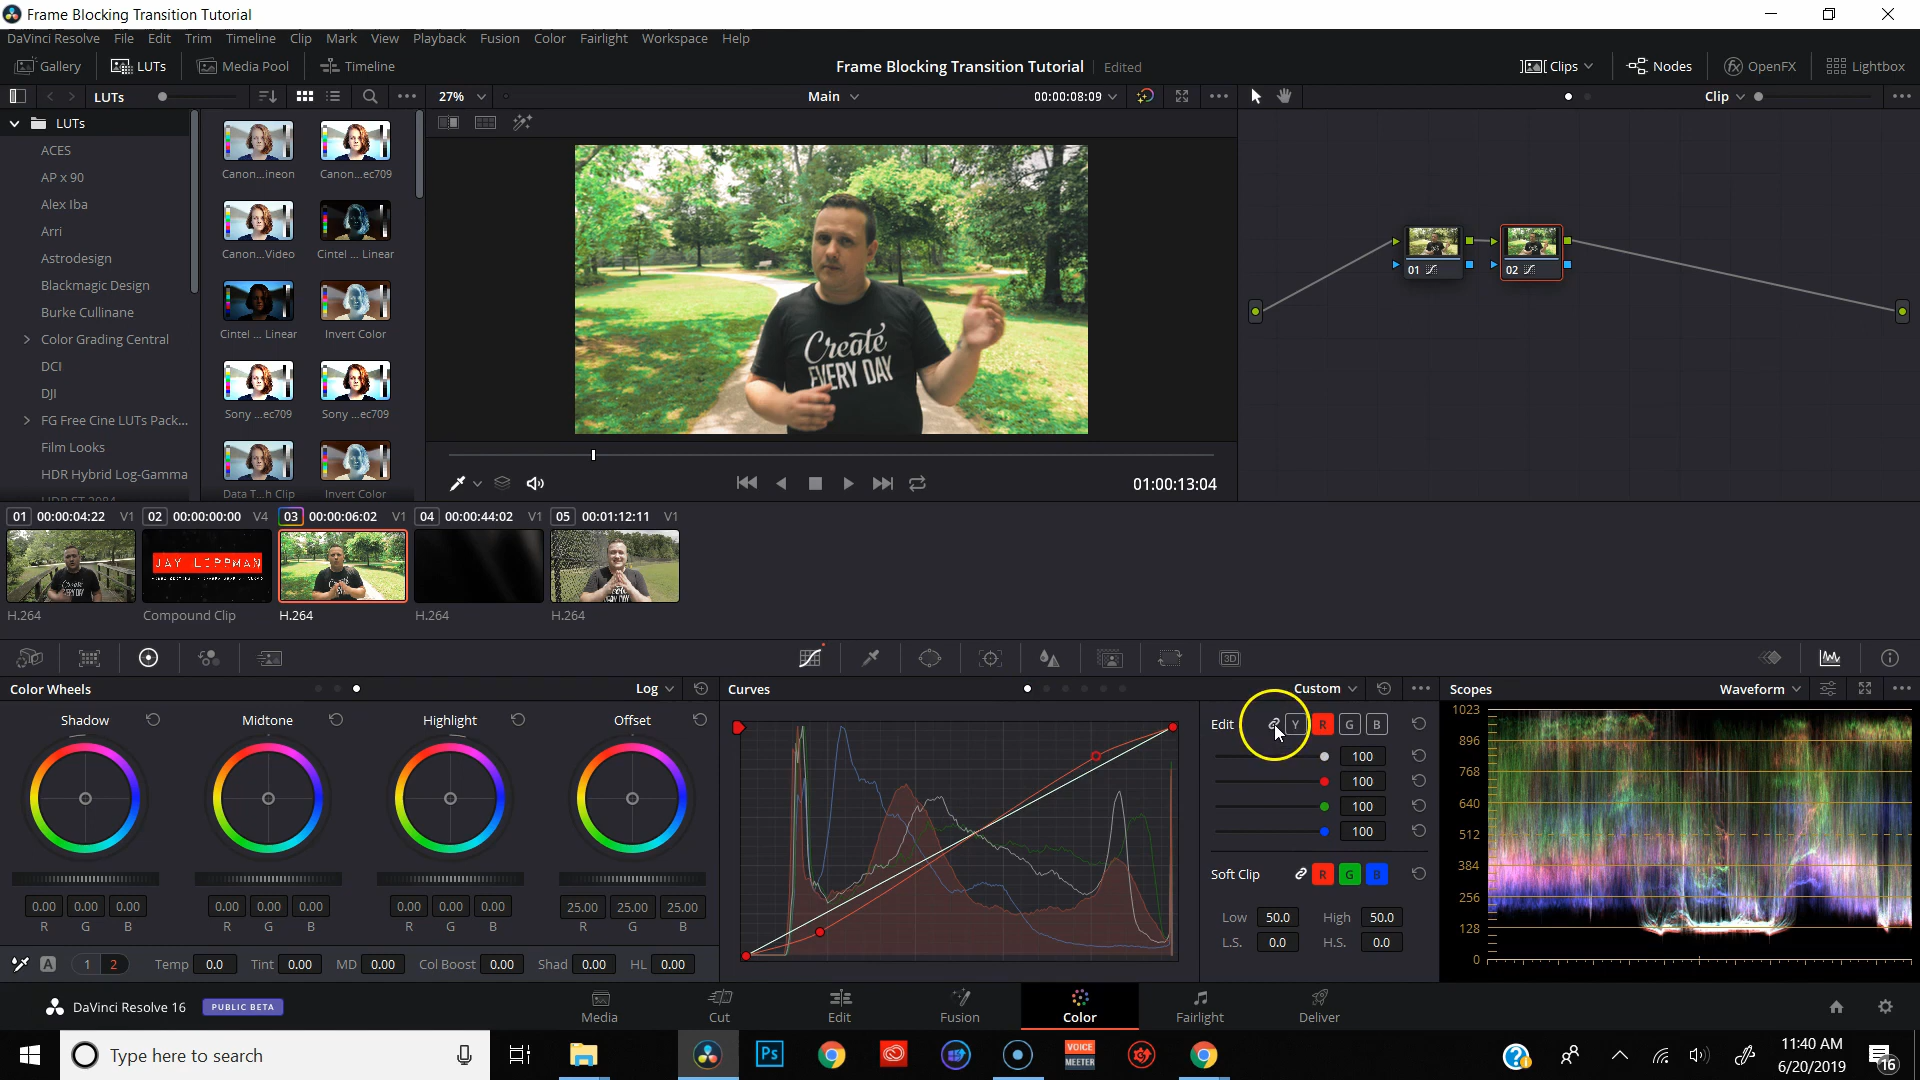 Frame Blocking Transition Tutorial
DaVinci Resolve File Edit Trim Timeline Clip Mark View Playback Fusion Color Fairlight Workspace Help
Gallery LUTs Media Pool Timeline Frame Blocking Transition Tutorial Edited Clips Nodes OpenFX Lightbox
LUTs 27% Main 00:00:08:09 Clip
LUTs
ACES
AP x 90
Alex Iba
Arri
Astrodesign
Blackmagic Design
Burke Cullinane
Color Grading Central
DCI
DJI
FG Free Cine LUTs Pack...
Film Looks
HDR Hybrid Log-Gamma
Canon...ineon Canon...ec709
Canon...Video Cintel ... Linear
Cintel ... Linear Invert Color
Sony ...ec709 Sony ...ec709
Data T...h Clip Invert Color
Create
EVERY DAY
01:00:13:04
01 02
01 00:00:04:22 V1 02 00:00:00:00 V4 03 00:00:06:02 V1 04 00:00:44:02 V1 05 00:01:12:11 V1
JAY LIPPMAN
H.264 Compound Clip H.264 H.264 H.264
3D
Color Wheels Log Curves Custom Scopes Waveform
Shadow Midtone Highlight Offset
0.00 0.00 0.00 0.00 0.00 0.00 0.00 0.00 0.00 25.00 25.00 25.00
R G B R G B R G B R G B
A 1 2 Temp 0.0 Tint 0.00 MD 0.00 Col Boost 0.00 Shad 0.00 HL 0.00
Edit Y R G B
100
100
100
100
Soft Clip R G B
Low 50.0 High 50.0
L.S. 0.0 H.S. 0.0
1023
896
768
640
512
384
256
128
0
DaVinci Resolve 16 PUBLIC BETA Media Cut Edit Fusion Color Fairlight Deliver
Type here to search Ps VOICE MEETER 11:40 AM
6/20/2019 16